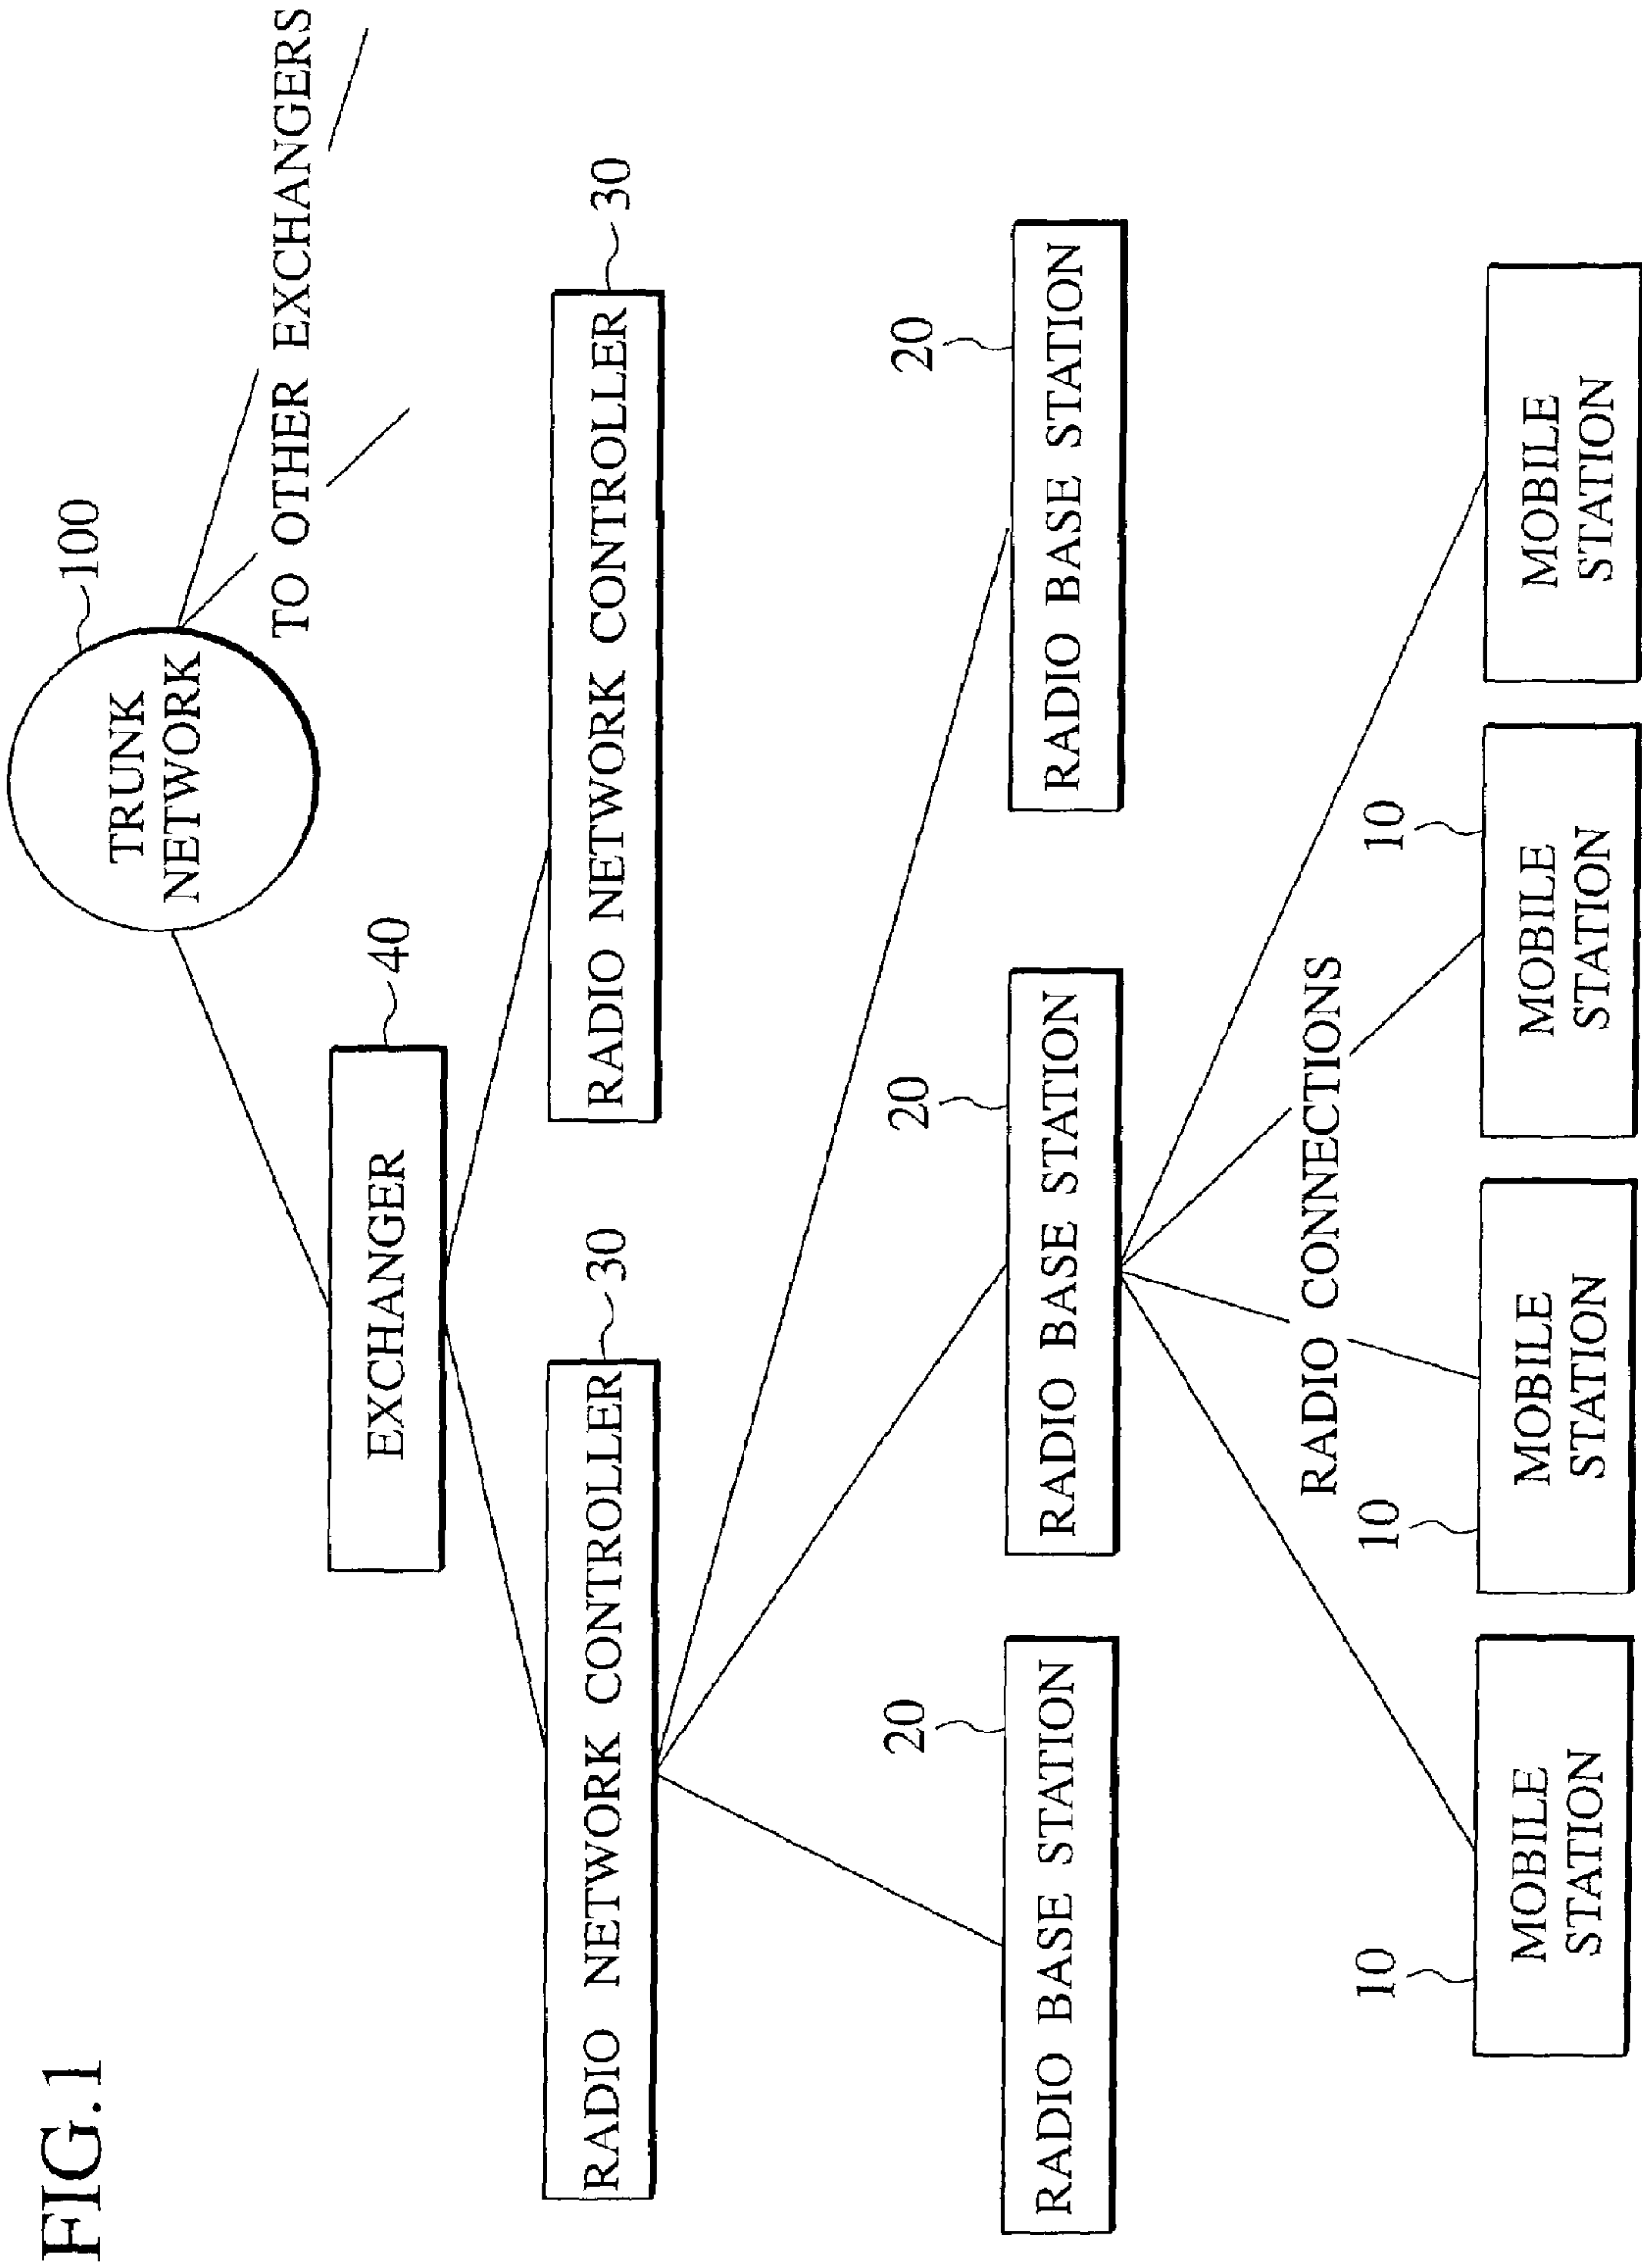 FIG.1
TRUNK
NETWORK
100
TO OTHER EXCHANGERS
EXCHANGER
40
RADIO NETWORK CONTROLLER
30
RADIO NETWORK CONTROLLER
30
20
RADIO BASE STATION
20
RADIO BASE STATION
20
RADIO BASE STATION
RADIO CONNECTIONS
10
MOBILE
STATION
10
MOBILE
STATION
10
MOBILE
STATION
MOBILE
STATION